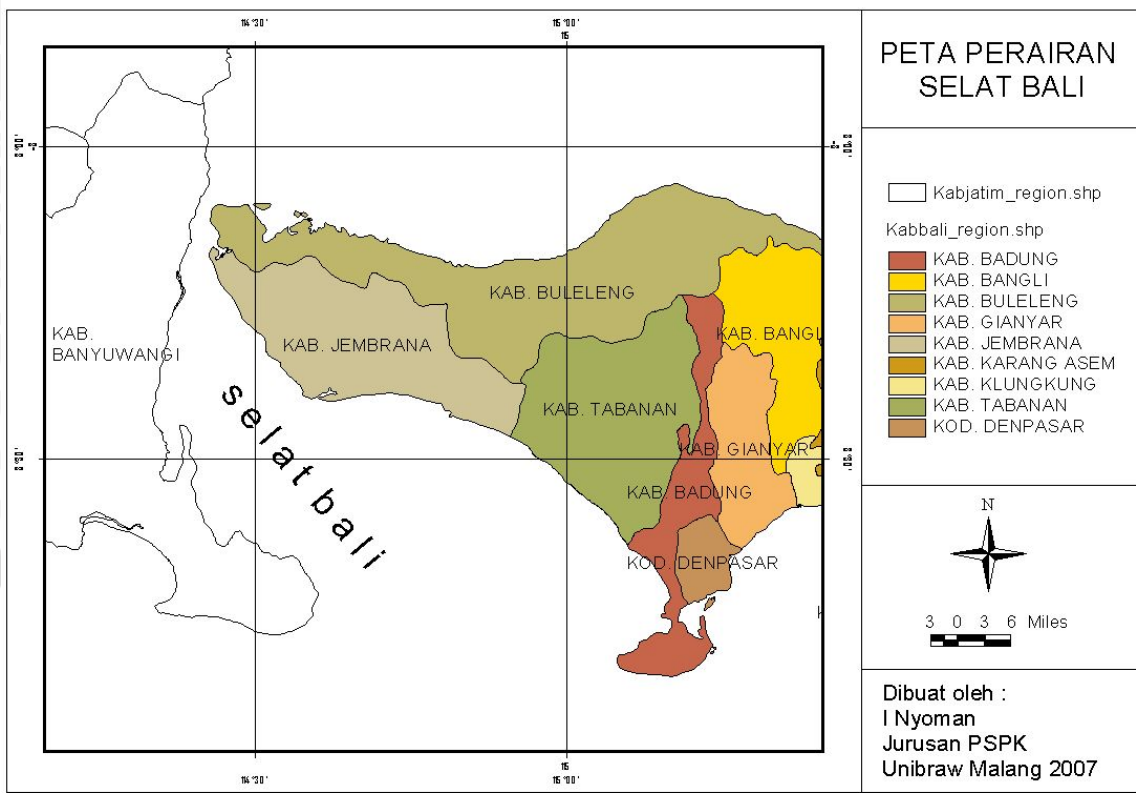 PETA PERAIRAN
SELAT BALI
Kabjatim_region.shp
Kabbali_region.shp
KAB. BADUNG
KAB. BANGLI
KAB. BULELENG
KAB. GIANYAR
KAB. JEMBRANA
KAB. KARANG ASEM
KAB. KLUNGKUNG
KAB. TABANAN
KOD. DENPASAR
N
3 0 3 6 Miles
Dibuat oleh :
I Nyoman
Jurusan PSPK
Unibraw Malang 2007
KAB. BULELENG
KAB.
BANYUWANGI
KAB. JEMBRANA
KAB. BANGLI
KAB. TABANAN
KAB. GIANYAR
KAB. BADUNG
KOD. DENPASAR
selat bali